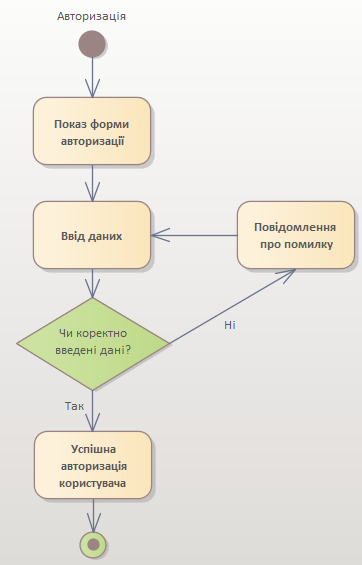 Авторизація
Показ форми
авторизації
Ввід даних
Повідомлення
про помилку
Чи коректно
введені дані?
Ні
Так
Успішна
авторизація
користувача